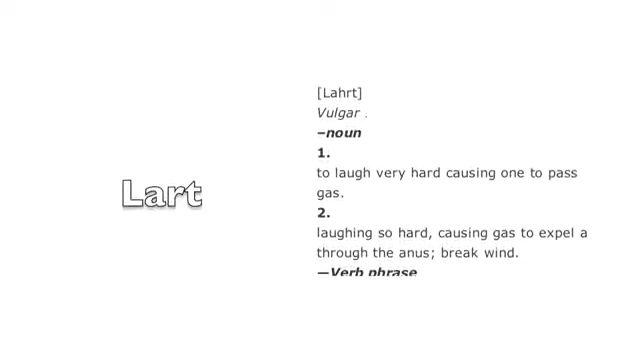 Lart
[Lahrt]
Vulgar .
–noun
1.
to laugh very hard causing one to pass
gas.
2.
laughing so hard, causing gas to expel a
through the anus; break wind.
—Verb phrase